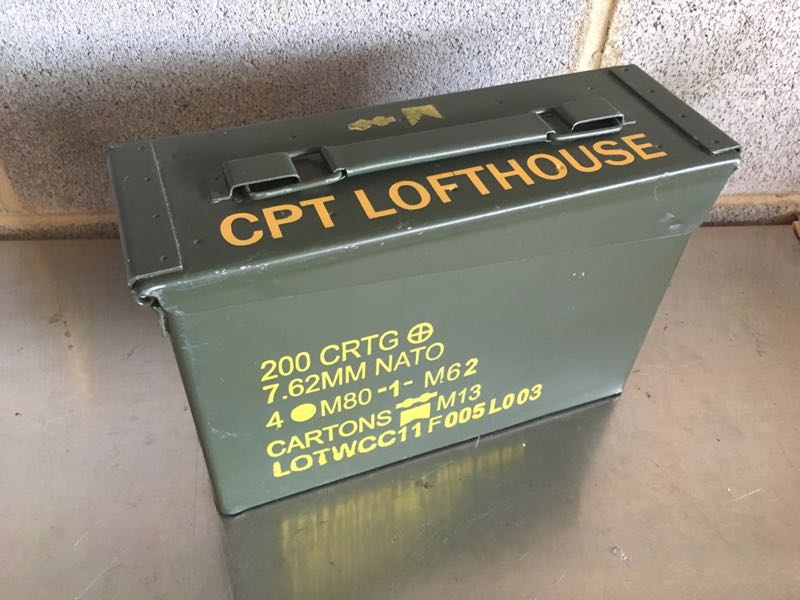 CPT LOFTHOUSE
200 CRTG ⊕
7.62MM NATO
4 ● M80 -1- M62
CARTONS M13
LOTWCC11F005L003